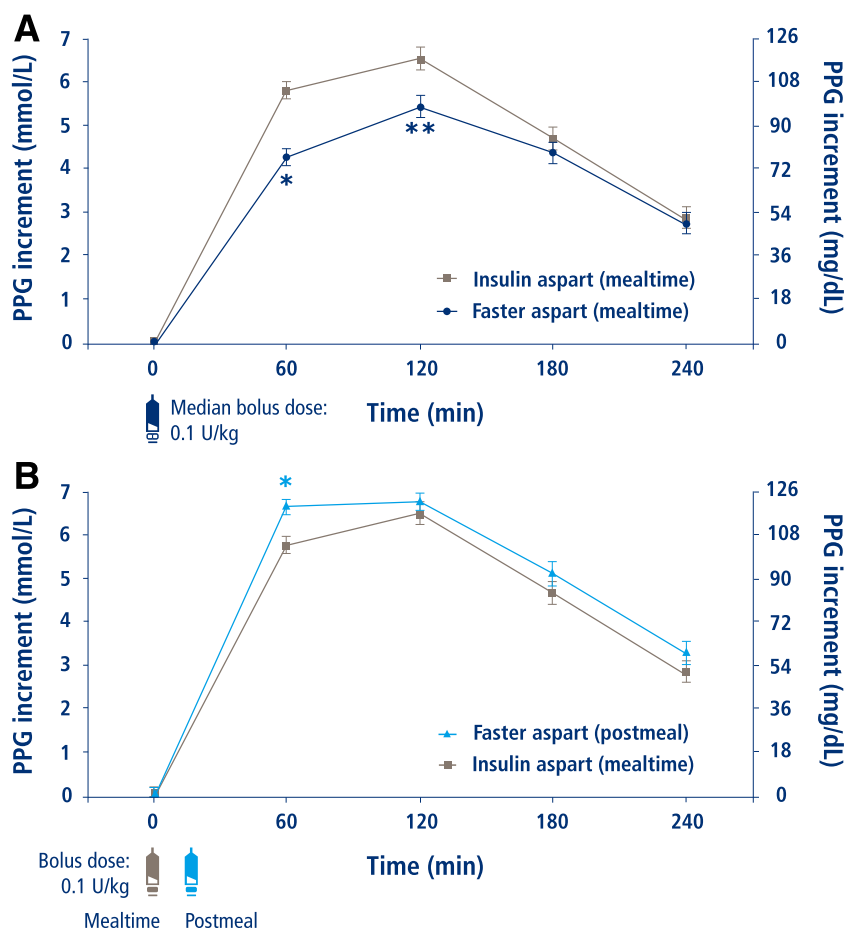 A
PPG increment (mmol/L)
7
6
5
4
3
2
1
0
126
108
90
72
54
36
18
0
PPG increment (mg/dL)
*
**
Insulin aspart (mealtime)
Faster aspart (mealtime)
0 60 120 180 240
Time (min)
Median bolus dose:
0.1 U/kg
B
PPG increment (mmol/L)
7
6
5
4
3
2
1
0
126
108
90
72
54
36
18
0
PPG increment (mg/dL)
*
Faster aspart (postmeal)
Insulin aspart (mealtime)
0 60 120 180 240
Time (min)
Bolus dose:
0.1 U/kg
Mealtime Postmeal